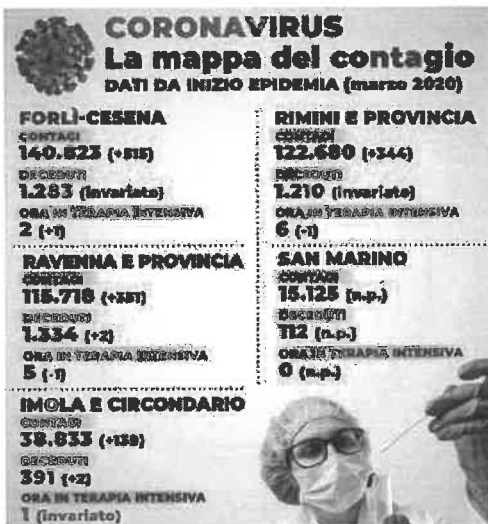 CORONAVIRUS
La mappa del contagio
DATI DA INIZIO EPIDEMIA (marzo 2020)
FORLÌ-CESENA
CONTAGI
140.823 (+515)
DECEDUTI
1.283 (invariato)
ORA IN TERAPIA INTENSIVA
2 (+1)
RAVENNA E PROVINCIA
CONTAGI
115.718 (+351)
DECEDUTI
1.334 (+2)
ORA IN TERAPIA INTENSIVA
5 (-1)
IMOLA E CIRCONDARIO
CONTAGI
38.833 (+139)
DECEDUTI
391 (+2)
ORA IN TERAPIA INTENSIVA
1 (invariato)
RIMINI E PROVINCIA
CONTAGI
122.680 (+344)
DECEDUTI
1.210 (invariato)
ORA IN TERAPIA INTENSIVA
6 (-1)
SAN MARINO
CONTAGI
15.125 (n.p.)
DECEDUTI
112 (n.p.)
ORA IN TERAPIA INTENSIVA
0 (n.p.)